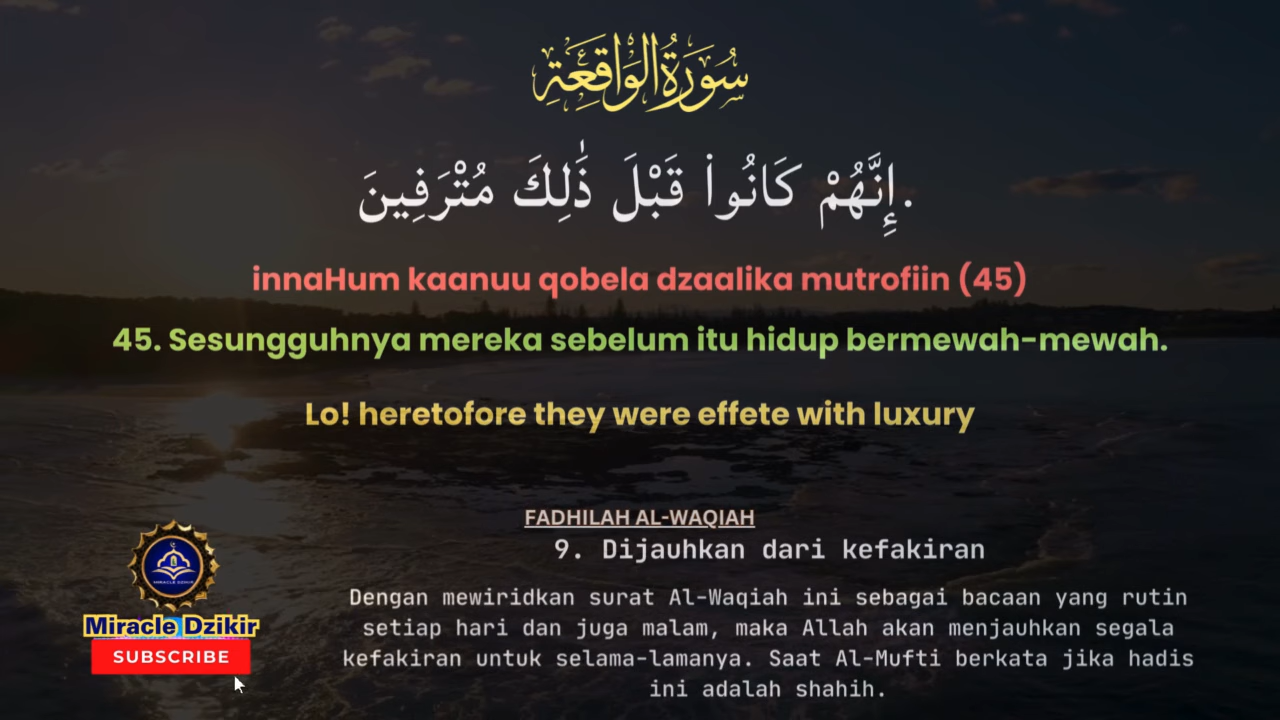 سُورَةُ الوَاقِعَةِ
إِنَّهُمْ كَانُوا۟ قَبْلَ ذَٰلِكَ مُتْرَفِينَ.
innaHum kaanuu qobela dzaalika mutrofiin (45)
45. Sesungguhnya mereka sebelum itu hidup bermewah-mewah.
Lo! heretofore they were effete with luxury
FADHILAH AL-WAQIAH
9. Dijauhkan dari kefakiran
Dengan mewiridkan surat Al-Waqiah ini sebagai bacaan yang rutin
setiap hari dan juga malam, maka Allah akan menjauhkan segala
kefakiran untuk selama-lamanya. Saat Al-Mufti berkata jika hadis
ini adalah shahih.
MIRACLE DZIKIR
Miracle Dzikir
SUBSCRIBE